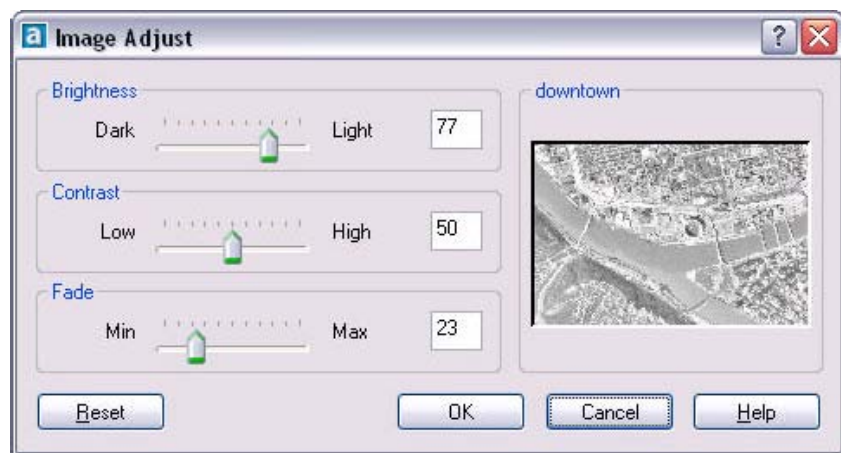 a Image Adjust ?
Brightness
Dark Light 77
Contrast
Low High 50
Fade
Min Max 23
downtown
Reset OK Cancel Help